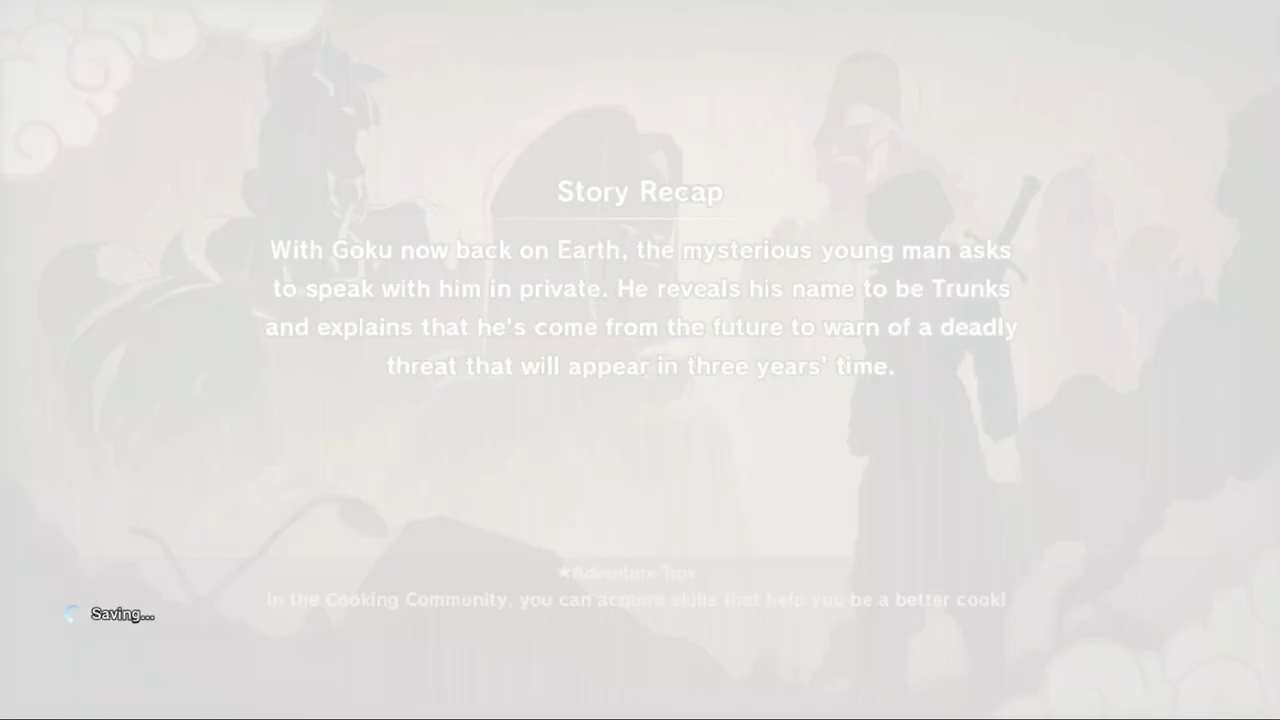 Story Recap
With Goku now back on Earth, the mysterious young man asks
to speak with him in private. He reveals his name to be Trunks
and explains that he's come from the future to warn of a deadly
threat that will appear in three years' time.
★Adventure Tips
In the Cooking Community, you can acquire skills that help you be a better cook!
Saving...